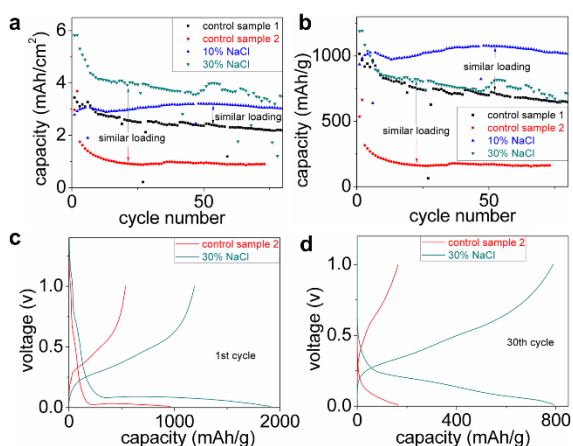 a
capacity (mAh/cm²)
6
4
2
0
control sample 1
control sample 2
10% NaCl
30% NaCl
similar loading
similar loading
0
50
cycle number
b
capacity (mAh/g)
1000
750
500
250
0
similar loading
similar loading
control sample 1
control sample 2
10% NaCl
30% NaCl
0
50
cycle number
c
voltage (v)
1.0
0.5
0.0
control sample 2
30% NaCl
1st cycle
0
1000
2000
capacity (mAh/g)
d
voltage (v)
1.0
0.5
0.0
control sample 2
30% NaCl
30th cycle
0
400
800
capacity (mAh/g)